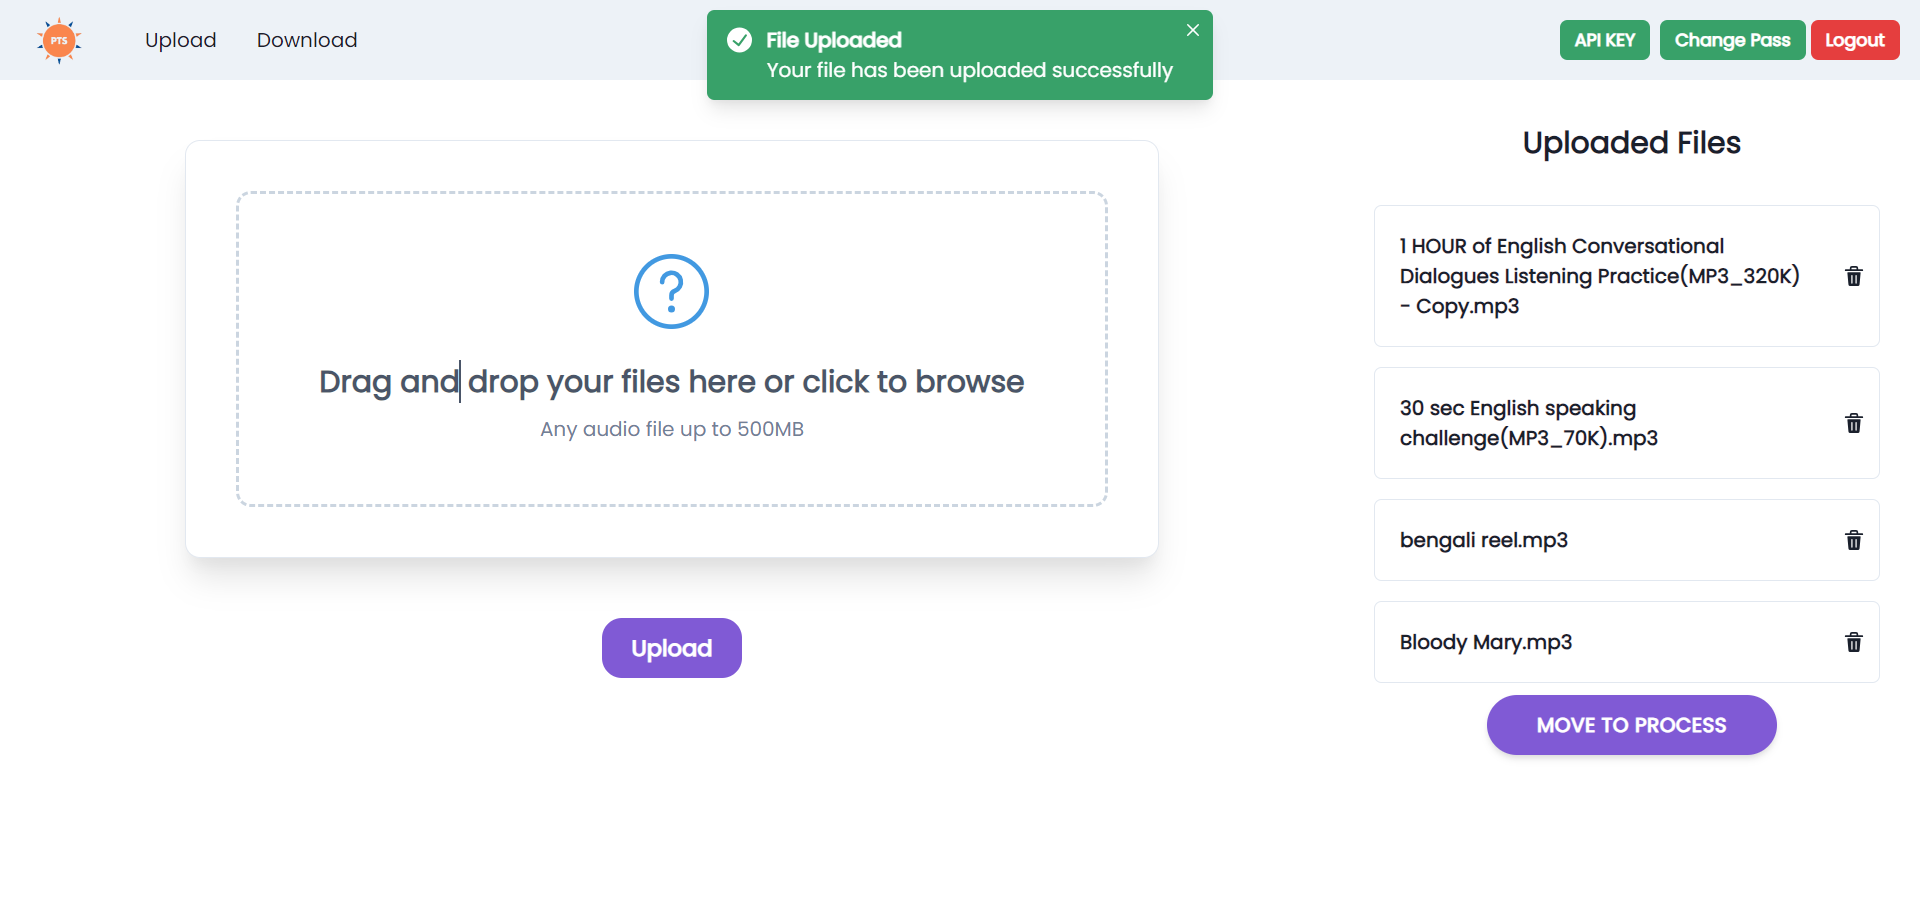 PTS
Upload
Download
File Uploaded
Your file has been uploaded successfully
API KEY
Change Pass
Logout
Drag and drop your files here or click to browse
Any audio file up to 500MB
Upload
Uploaded Files
1 HOUR of English Conversational
Dialogues Listening Practice(MP3_320K)
- Copy.mp3
30 sec English speaking
challenge(MP3_70K).mp3
bengali reel.mp3
Bloody Mary.mp3
MOVE TO PROCESS